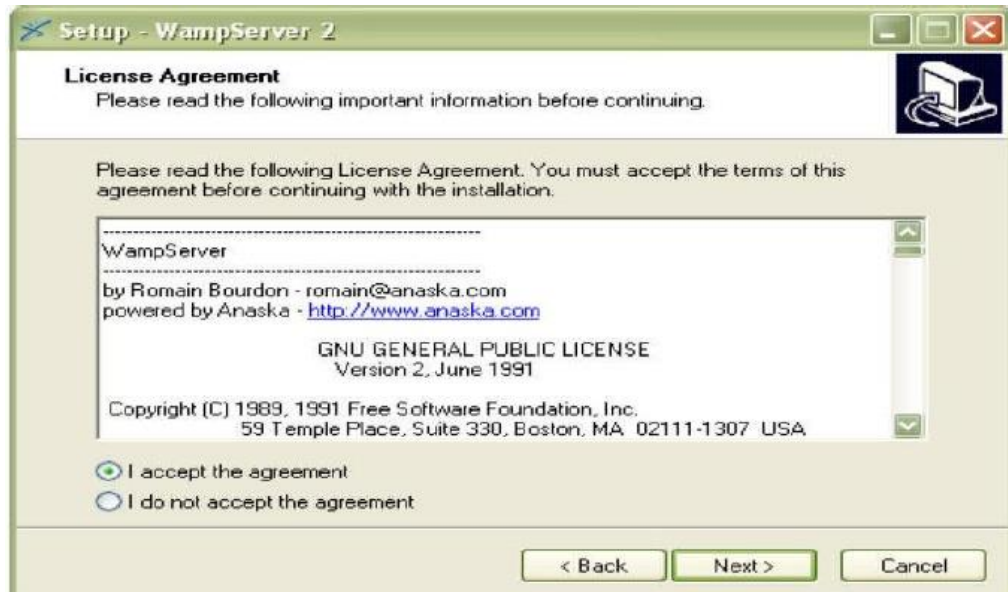 Setup - WampServer 2
License Agreement
Please read the following important information before continuing.
Please read the following License Agreement. You must accept the terms of this
agreement before continuing with the installation.
------------------------------------------------------------
WampServer
------------------------------------------------------------
by Romain Bourdon - romain@anaska.com
powered by Anaska - http://www.anaska.com
GNU GENERAL PUBLIC LICENSE
Version 2, June 1991
Copyright (C) 1989, 1991 Free Software Foundation, Inc.
59 Temple Place, Suite 330, Boston, MA 02111-1307 USA
I accept the agreement
I do not accept the agreement
< Back Next > Cancel